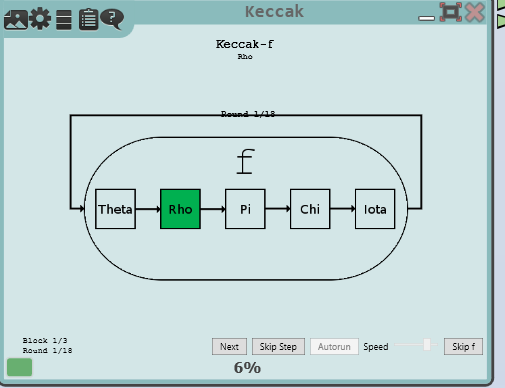 Keccak
Keccak-f
Rho
Round 1/18
f
Theta Rho Pi Chi Iota
Block 1/3
Round 1/18
Next Skip Step Autorun Speed Skip f
6%